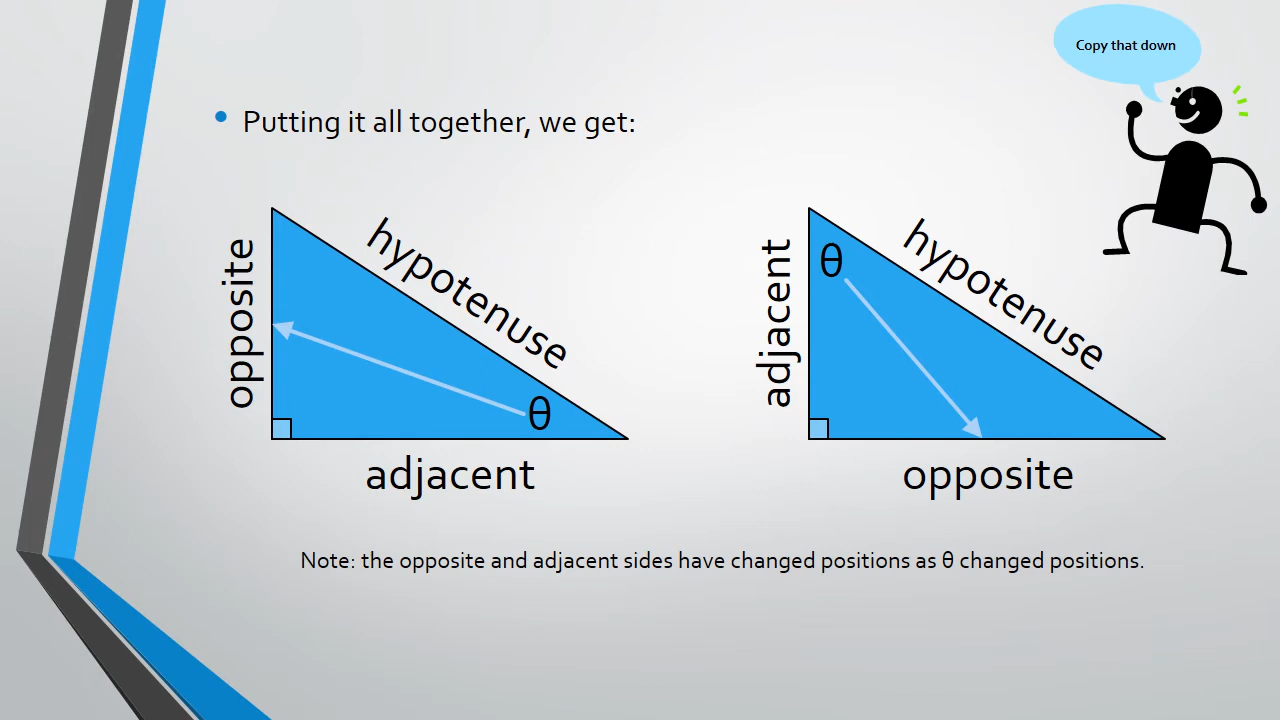 Copy that down
Putting it all together, we get:
opposite
hypotenuse
θ
adjacent
adjacent
θ
hypotenuse
opposite
Note: the opposite and adjacent sides have changed positions as θ changed positions.